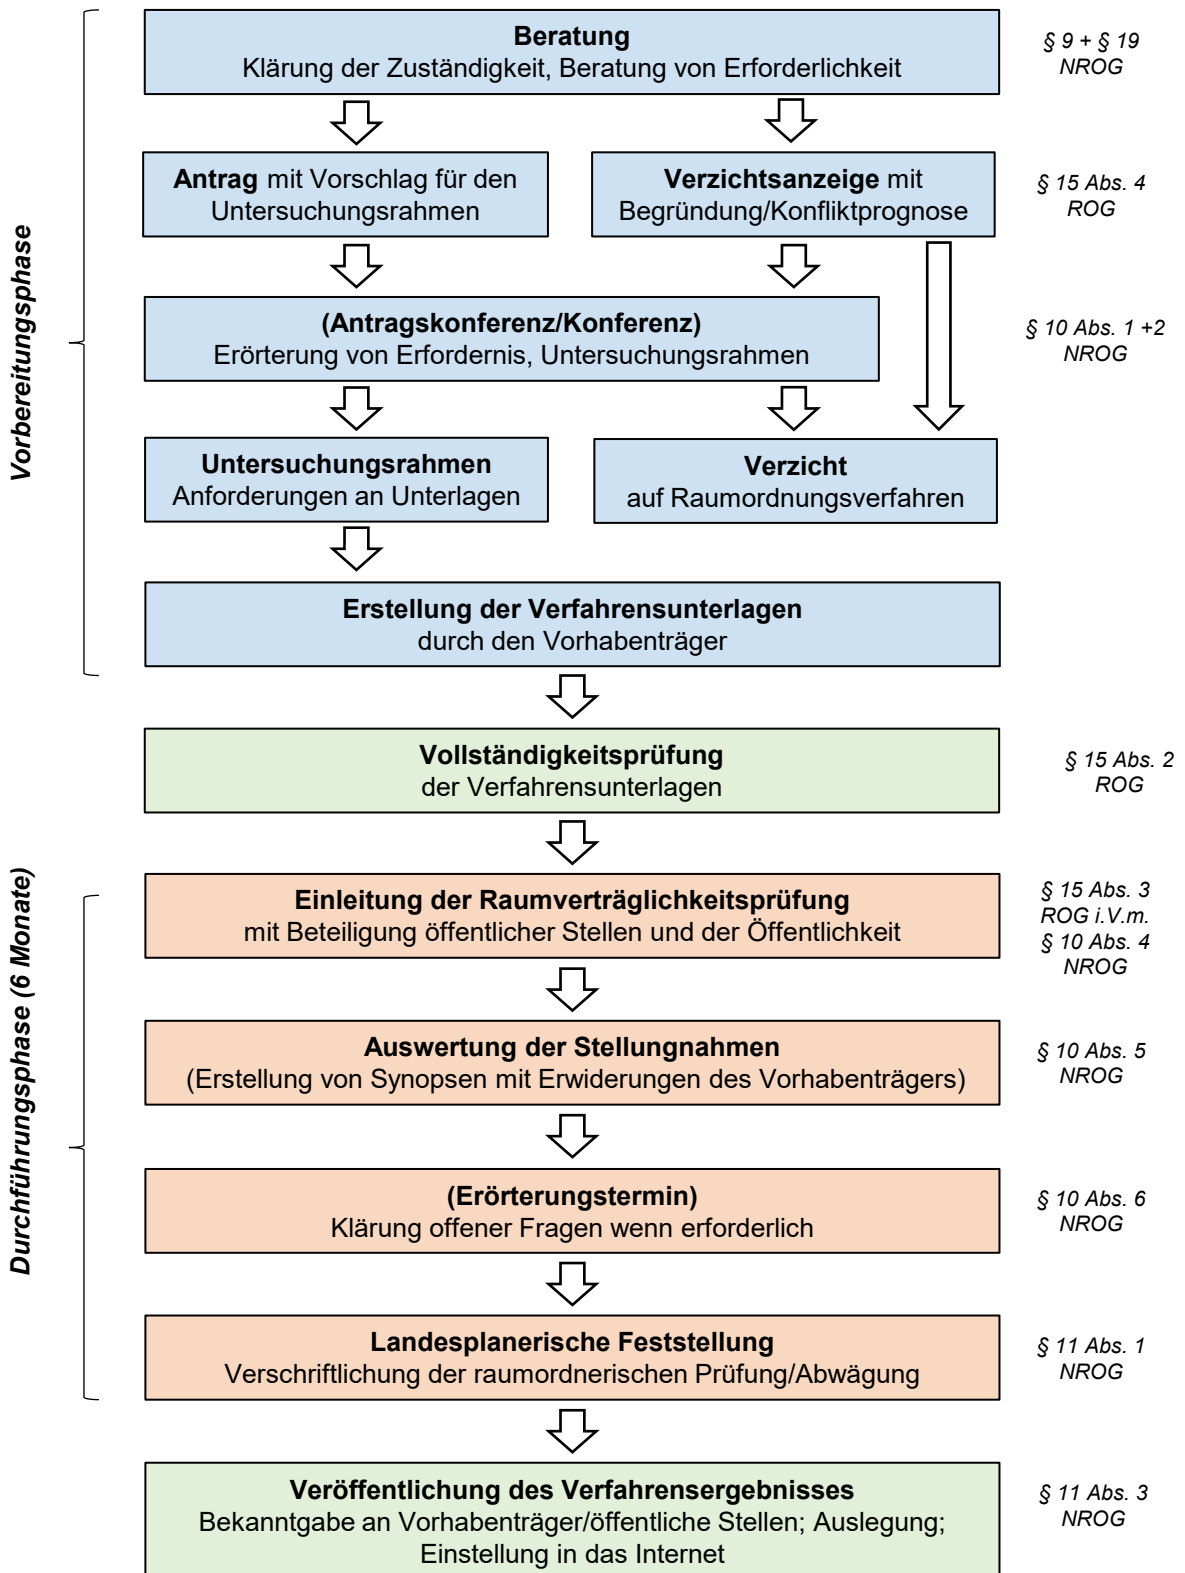 Vorbereitungsphase
Beratung
Klärung der Zuständigkeit, Beratung von Erforderlichkeit
§ 9 + § 19
NROG
Antrag mit Vorschlag für den
Untersuchungsrahmen
Verzichtsanzeige mit
Begründung/Konfliktprognose
§ 15 Abs. 4
ROG
(Antragskonferenz/Konferenz)
Erörterung von Erfordernis, Untersuchungsrahmen
§ 10 Abs. 1 +2
NROG
Untersuchungsrahmen
Anforderungen an Unterlagen
Verzicht
auf Raumordnungsverfahren
Erstellung der Verfahrensunterlagen
durch den Vorhabenträger
Vollständigkeitsprüfung
der Verfahrensunterlagen
§ 15 Abs. 2
ROG
Durchführungsphase (6 Monate)
Einleitung der Raumverträglichkeitsprüfung
mit Beteiligung öffentlicher Stellen und der Öffentlichkeit
§ 15 Abs. 3
ROG i.V.m.
§ 10 Abs. 4
NROG
Auswertung der Stellungnahmen
(Erstellung von Synopsen mit Erwiderungen des Vorhabenträgers)
§ 10 Abs. 5
NROG
(Erörterungstermin)
Klärung offener Fragen wenn erforderlich
§ 10 Abs. 6
NROG
Landesplanerische Feststellung
Verschriftlichung der raumordnerischen Prüfung/Abwägung
§ 11 Abs. 1
NROG
Veröffentlichung des Verfahrensergebnisses
Bekanntgabe an Vorhabenträger/öffentliche Stellen; Auslegung;
Einstellung in das Internet
§ 11 Abs. 3
NROG